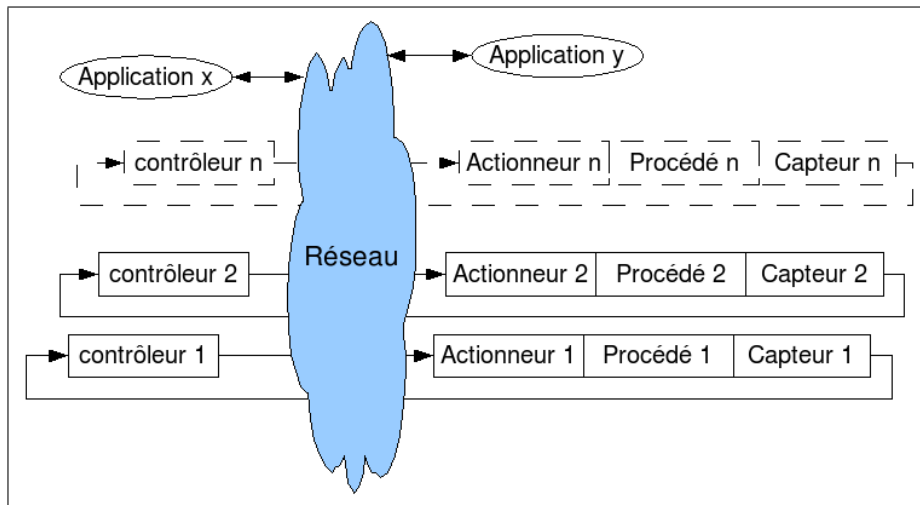 Application x
Application y
contrôleur n
Actionneur n
Procédé n
Capteur n
Réseau
contrôleur 2
Actionneur 2
Procédé 2
Capteur 2
contrôleur 1
Actionneur 1
Procédé 1
Capteur 1